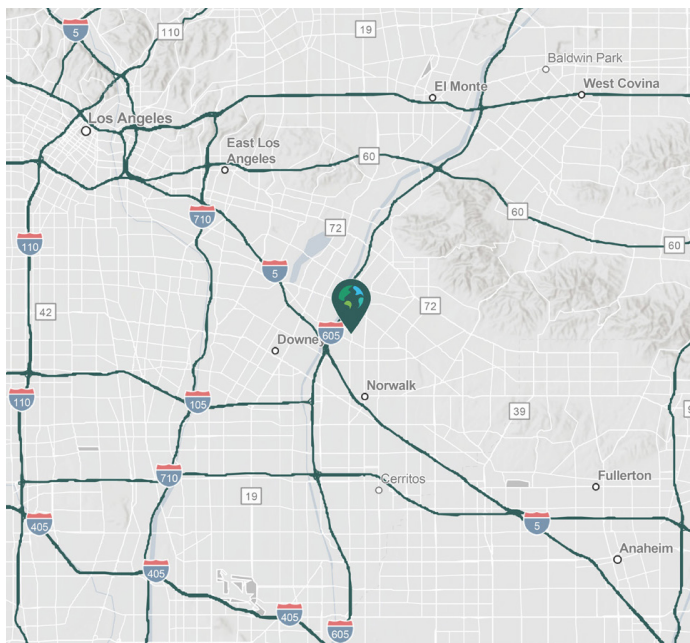 5
110
19
Baldwin Park
El Monte
West Covina
Los Angeles
East Los
Angeles
60
710
60
72
110
60
5
72
42
605
Downey
Norwalk
110
105
39
Cerritos
Fullerton
710
19
405
5
Anaheim
405
405
605